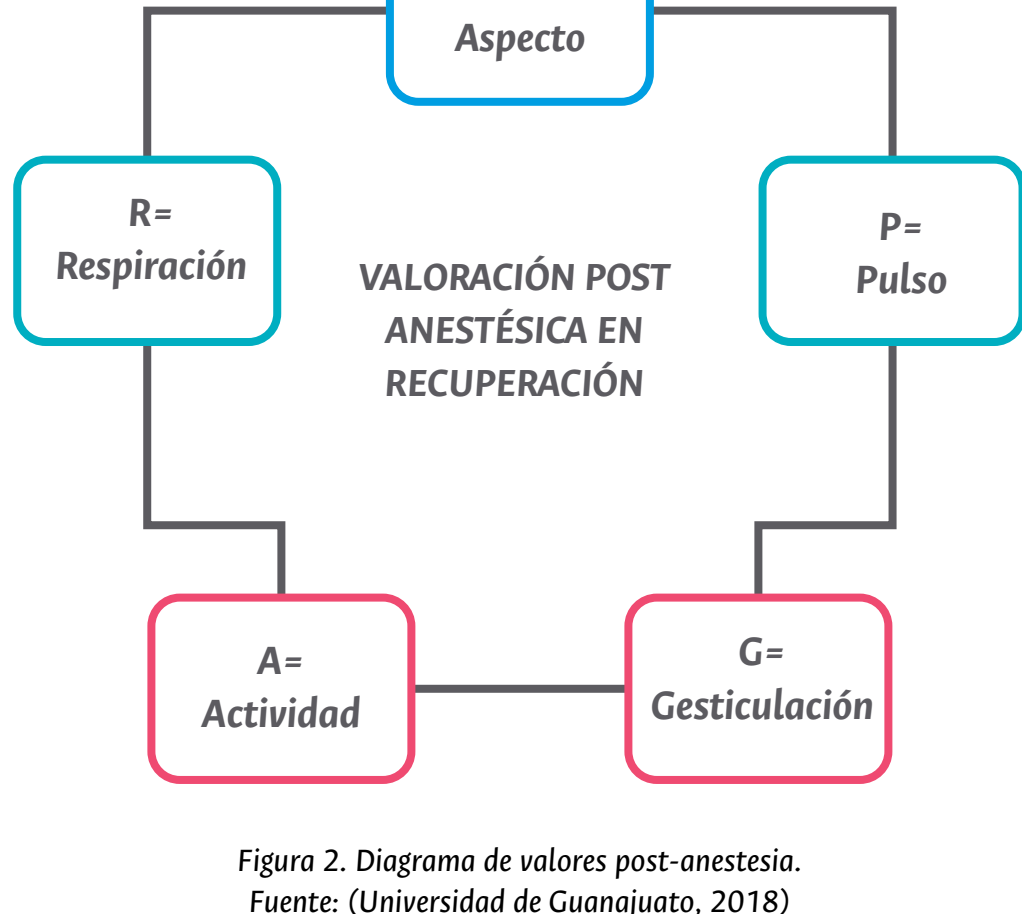 Aspecto
R=
Respiración
P=
Pulso
VALORACIÓN POST
ANESTÉSICA EN
RECUPERACIÓN
A=
Actividad
G=
Gesticulación
Figura 2. Diagrama de valores post-anestesia.
Fuente: (Universidad de Guanajuato, 2018)